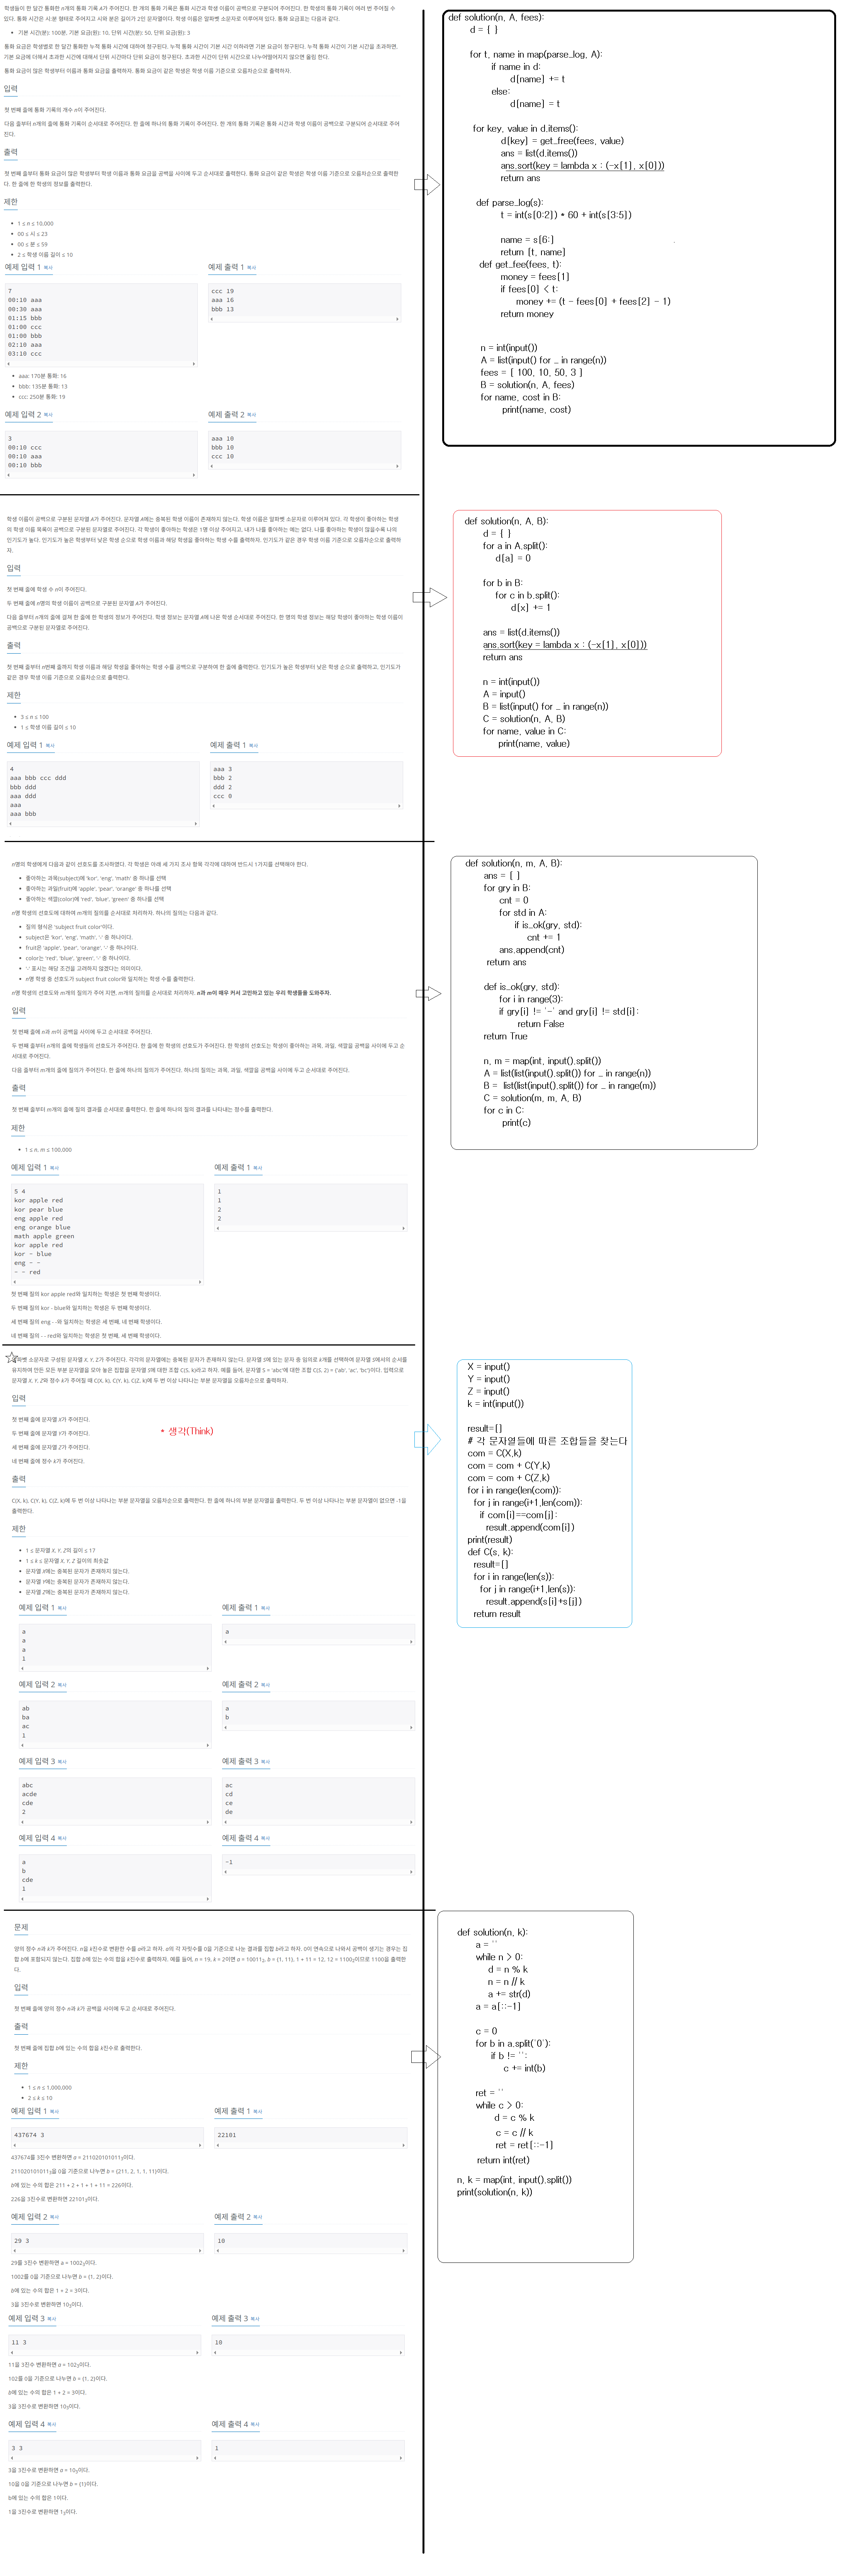 학생들이 한 달간 통화한 n개의 통화 기록 A가 주어진다. 한 개의 통화 기록은 통화 시간과 학생 이름이 공백으로 구분되어 주어진다. 한 학생의 통화 기록이 여러 번 주어질 수
있다. 통화 시간은 시:분 형태로 주어지고 시와 분은 길이가 2인 문자열이다. 학생 이름은 알파벳 소문자로 이루어져 있다. 통화 요금표는 다음과 같다.
• 기본 시간(분): 100분, 기본 요금(원): 10, 단위 시간(분): 50, 단위 요금(원): 3
통화 요금은 학생별로 한 달간 통화한 누적 통화 시간에 대하여 청구된다. 누적 통화 시간이 기본 시간 이하라면 기본 요금이 청구된다. 누적 통화 시간이 기본 시간을 초과하면,
기본 요금에 더해서 초과한 시간에 대해서 단위 시간마다 단위 요금이 청구된다. 초과한 시간이 단위 시간으로 나누어떨어지지 않으면 올림 한다.
통화 요금이 많은 학생부터 이름과 통화 요금을 출력하자. 통화 요금이 같은 학생은 학생 이름 기준으로 오름차순으로 출력하자.
입력
첫 번째 줄에 통화 기록의 개수 n이 주어진다.
다음 줄부터 n개의 줄에 통화 기록이 순서대로 주어진다. 한 줄에 하나의 통화 기록이 주어진다. 한 개의 통화 기록은 통화 시간과 학생 이름이 공백으로 구분되어 순서대로 주어
진다.
출력
첫 번째 줄부터 통화 요금이 많은 학생부터 학생 이름과 통화 요금을 공백을 사이에 두고 순서대로 출력한다. 통화 요금이 같은 학생은 학생 이름 기준으로 오름차순으로 출력한
다. 한 줄에 한 학생의 정보를 출력한다.
제한
• 1 ≤ n ≤ 10,000
• 00 ≤ 시 ≤ 23
• 00 ≤ 분 ≤ 59
• 2 ≤ 학생 이름 길이 ≤ 10
예제 입력 1 복사
7
00:10 aaa
00:30 aaa
01:15 bbb
01:00 ccc
01:00 bbb
02:10 aaa
03:10 ccc
예제 출력 1 복사
ccc 19
aaa 16
bbb 13
• aaa: 170분 통화: 16
• bbb: 135분 통화: 13
• ccc: 250분 통화: 19
예제 입력 2 복사
3
00:10 ccc
00:10 aaa
00:10 bbb
예제 출력 2 복사
aaa 10
bbb 10
ccc 10
def solution(n, A, fees):
d = { }
for t, name in map(parse_log, A):
if name in d:
d[name] += t
else:
d[name] = t
for key, value in d.items():
d[key] = get_free(fees, value)
ans = list(d.items())
ans.sort(key = lambda x : (-x[1], x[0]))
return ans
def parse_log(s):
t = int(s[0:2]) * 60 + int(s[3:5])
name = s[6:]
return [t, name]
def get_fee(fees, t):
money = fees[1]
if fees[0] < t:
money += (t - fees[0] + fees[2] - 1)
return money
n = int(input())
A = list(input() for _ in range(n))
fees = [ 100, 10, 50, 3 ]
B = solution(n, A, fees)
for name, cost in B:
print(name, cost)
학생 이름이 공백으로 구분된 문자열 A가 주어진다. 문자열 A에는 중복된 학생 이름이 존재하지 않는다. 학생 이름은 알파벳 소문자로 이루어져 있다. 각 학생이 좋아하는 학생
의 학생 이름 목록이 공백으로 구분된 문자열로 주어진다. 각 학생이 좋아하는 학생은 1명 이상 주어지고, 내가 나를 좋아하는 예는 없다. 나를 좋아하는 학생이 많을수록 나의
인기도가 높다. 인기도가 높은 학생부터 낮은 학생 순으로 학생 이름과 해당 학생을 좋아하는 학생 수를 출력하자. 인기도가 같은 경우 학생 이름 기준으로 오름차순으로 출력하
자.
입력
첫 번째 줄에 학생 수 n이 주어진다.
두 번째 줄에 n명의 학생 이름이 공백으로 구분된 문자열 A가 주어진다.
다음 줄부터 n개의 줄에 걸쳐 한 줄에 한 학생의 정보가 주어진다. 학생 정보는 문자열 A에 나온 학생 순서대로 주어진다. 한 명의 학생 정보는 해당 학생이 좋아하는 학생 이름이
공백으로 구분된 문자열로 주어진다.
출력
첫 번째 줄부터 n번째 줄까지 학생 이름과 해당 학생을 좋아하는 학생 수를 공백으로 구분하여 한 줄에 출력한다. 인기도가 높은 학생부터 낮은 학생 순으로 출력하고, 인기도가
같은 경우 학생 이름 기준으로 오름차순으로 출력한다.
제한
• 3 ≤ n ≤ 100
• 1 ≤ 학생 이름 길이 ≤ 10
예제 입력 1 복사
4
aaa bbb ccc ddd
bbb ddd
aaa ddd
aaa
aaa bbb
예제 출력 1 복사
aaa 3
bbb 2
ddd 2
ccc 0
def solution(n, A, B):
d = { }
for a in A.split():
d[a] = 0
for b in B:
for c in b.split():
d[x] += 1
ans = list(d.items())
ans.sort(key = lambda x : (-x[1], x[0]))
return ans
n = int(input())
A = input()
B = list(input() for _ in range(n))
C = solution(n, A, B)
for name, value in C:
print(name, value)
n명의 학생에게 다음과 같이 선호도를 조사하였다. 각 학생은 아래 세 가지 조사 항목 각각에 대하여 반드시 1가지를 선택해야 한다.
• 좋아하는 과목(subject)에 'kor', 'eng', 'math' 중 하나를 선택
• 좋아하는 과일(fruit)에 'apple', 'pear', 'orange' 중 하나를 선택
• 좋아하는 색깔(color)에 'red', 'blue', 'green' 중 하나를 선택
n명 학생의 선호도에 대하여 m개의 질의를 순서대로 처리하자. 하나의 질의는 다음과 같다.
• 질의 형식은 'subject fruit color'이다.
• subject은 'kor', 'eng', 'math', '-' 중 하나이다.
• fruit은 'apple', 'pear', 'orange', '-' 중 하나이다.
• color는 'red', 'blue', 'green', '-' 중 하나이다.
• '-' 표시는 해당 조건을 고려하지 않겠다는 의미이다.
• n명 학생 중 선호도가 subject fruit color와 일치하는 학생 수를 출력한다.
n명 학생의 선호도와 m개의 질의가 주어 지면, m개의 질의를 순서대로 처리하자. n과 m이 매우 커서 고민하고 있는 우리 학생들을 도와주자.
입력
첫 번째 줄에 n과 m이 공백을 사이에 두고 순서대로 주어진다.
두 번째 줄부터 n개의 줄에 학생들의 선호도가 주어진다. 한 줄에 한 학생의 선호도가 주어진다. 한 학생의 선호도는 학생이 좋아하는 과목, 과일, 색깔을 공백을 사이에 두고 순
서대로 주어진다.
다음 줄부터 m개의 줄에 질의가 주어진다. 한 줄에 하나의 질의가 주어진다. 하나의 질의는 과목, 과일, 색깔을 공백을 사이에 두고 순서대로 주어진다.
출력
첫 번째 줄부터 m개의 줄에 질의 결과를 순서대로 출력한다. 한 줄에 하나의 질의 결과를 나타내는 정수를 출력한다.
제한
• 1 ≤ n, m ≤ 100,000
예제 입력 1 복사
5 4
kor apple red
kor pear blue
eng apple red
eng orange blue
math apple green
kor apple red
kor - blue
eng - -
- - red
예제 출력 1 복사
1
1
2
2
첫 번째 질의 kor apple red와 일치하는 학생은 첫 번째 학생이다.
두 번째 질의 kor - blue와 일치하는 학생은 두 번째 학생이다.
세 번째 질의 eng - -와 일치하는 학생은 세 번째, 네 번째 학생이다.
네 번째 질의 - - red와 일치하는 학생은 첫 번째, 세 번째 학생이다.
def solution(n, m, A, B):
ans = [ ]
for gry in B:
cnt = 0
for std in A:
if is_ok(gry, std):
cnt += 1
ans.append(cnt)
return ans
def is_ok(gry, std):
for i in range(3):
if gry[i] != '-' and gry[i] != std[i]:
return False
return True
n, m = map(int, input().split())
A = list(list(input().split()) for _ in range(n))
B = list(list(input().split()) for _ in range(m))
C = solution(m, m, A, B)
for c in C:
print(c)
알파벳 소문자로 구성된 문자열 X, Y, Z가 주어진다. 각각의 문자열에는 중복된 문자가 존재하지 않는다. 문자열 S에 있는 문자 중 임의로 k개를 선택하여 문자열 S에서의 순서를
유지하여 만든 모든 부분 문자열을 모아 놓은 집합을 문자열 S에 대한 조합 C(S, k)라고 하자. 예를 들어, 문자열 S = 'abc'에 대한 조합 C(S, 2) = {'ab', 'ac', 'bc'}이다. 입력으로
문자열 X, Y, Z와 정수 k가 주어질 때 C(X, k), C(Y, k), C(Z, k)에 두 번 이상 나타나는 부분 문자열을 오름차순으로 출력하자.
입력
첫 번째 줄에 문자열 X가 주어진다.
두 번째 줄에 문자열 Y가 주어진다.
세 번째 줄에 문자열 Z가 주어진다.
네 번째 줄에 정수 k가 주어진다.
* 생각(Think)
출력
C(X, k), C(Y, k), C(Z, k)에 두 번 이상 나타나는 부분 문자열을 오름차순으로 출력한다. 한 줄에 하나의 부분 문자열을 출력한다. 두 번 이상 나타나는 부분 문자열이 없으면 -1을
출력한다.
제한
• 1 ≤ 문자열 X, Y, Z의 길이 ≤ 17
• 1 ≤ k ≤ 문자열 X, Y, Z 길이의 최솟값
• 문자열 X에는 중복된 문자가 존재하지 않는다.
• 문자열 Y에는 중복된 문자가 존재하지 않는다.
• 문자열 Z에는 중복된 문자가 존재하지 않는다.
예제 입력 1 복사
a
a
a
1
예제 출력 1 복사
a
예제 입력 2 복사
ab
ba
ac
1
예제 출력 2 복사
a
b
예제 입력 3 복사
abc
acde
cde
2
예제 출력 3 복사
ac
cd
ce
de
예제 입력 4 복사
a
b
cde
1
예제 출력 4 복사
-1
X = input()
Y = input()
Z = input()
k = int(input())
result=[]
# 각 문자열들에 따른 조합들을 찾는다
com = C(X,k)
com = com + C(Y,k)
com = com + C(Z,k)
for i in range(len(com)):
for j in range(i+1,len(com)):
if com[i]==com[j]:
result.append(com[i])
print(result)
def C(s, k):
result=[]
for i in range(len(s)):
for j in range(i+1,len(s)):
result.append(s[i]+s[j])
return result
문제
양의 정수 n과 k가 주어진다. n을 k진수로 변환한 수를 a라고 하자. a의 각 자릿수를 0을 기준으로 나눈 결과를 집합 b라고 하자. 0이 연속으로 나와서 공백이 생기는 경우는 집
합 b에 포함되지 않는다. 집합 b에 있는 수의 합을 k진수로 출력하자. 예를 들어, n = 19, k = 2이면 a = 10011₂, b = {1, 11}, 1 + 11 = 12, 12 = 1100₂이므로 1100을 출력한
다.
입력
첫 번째 줄에 양의 정수 n과 k가 공백을 사이에 두고 순서대로 주어진다.
출력
첫 번째 줄에 집합 b에 있는 수의 합을 k진수로 출력한다.
제한
• 1 ≤ n ≤ 1,000,000
• 2 ≤ k ≤ 10
예제 입력 1 복사
437674 3
예제 출력 1 복사
22101
437674를 3진수 변환하면 a = 211020101011₃이다.
211020101011₃을 0을 기준으로 나누면 b = {211, 2, 1, 1, 11}이다.
b에 있는 수의 합은 211 + 2 + 1 + 1 + 11 = 226이다.
226을 3진수로 변환하면 22101₃이다.
예제 입력 2 복사
29 3
예제 출력 2 복사
10
29를 3진수 변환하면 a = 1002₃이다.
1002를 0을 기준으로 나누면 b = {1, 2}이다.
b에 있는 수의 합은 1 + 2 = 3이다.
3을 3진수로 변환하면 10₃이다.
예제 입력 3 복사
11 3
예제 출력 3 복사
10
11을 3진수 변환하면 a = 102₃이다.
102를 0을 기준으로 나누면 b = {1, 2}이다.
b에 있는 수의 합은 1 + 2 = 3이다.
3을 3진수로 변환하면 10₃이다.
예제 입력 4 복사
3 3
예제 출력 4 복사
1
3을 3진수로 변환하면 a = 10₃이다.
10을 0을 기준으로 나누면 b = {1}이다.
b에 있는 수의 합은 1이다.
1을 3진수로 변환하면 1₃이다.
def solution(n, k):
a = ''
while n > 0:
d = n % k
n = n // k
a += str(d)
a = a[::-1]
c = 0
for b in a.split('0'):
if b != '':
c += int(b)
ret = ''
while c > 0:
d = c % k
c = c // k
ret = ret[::-1]
return int(ret)
n, k = map(int, input().split())
print(solution(n, k))